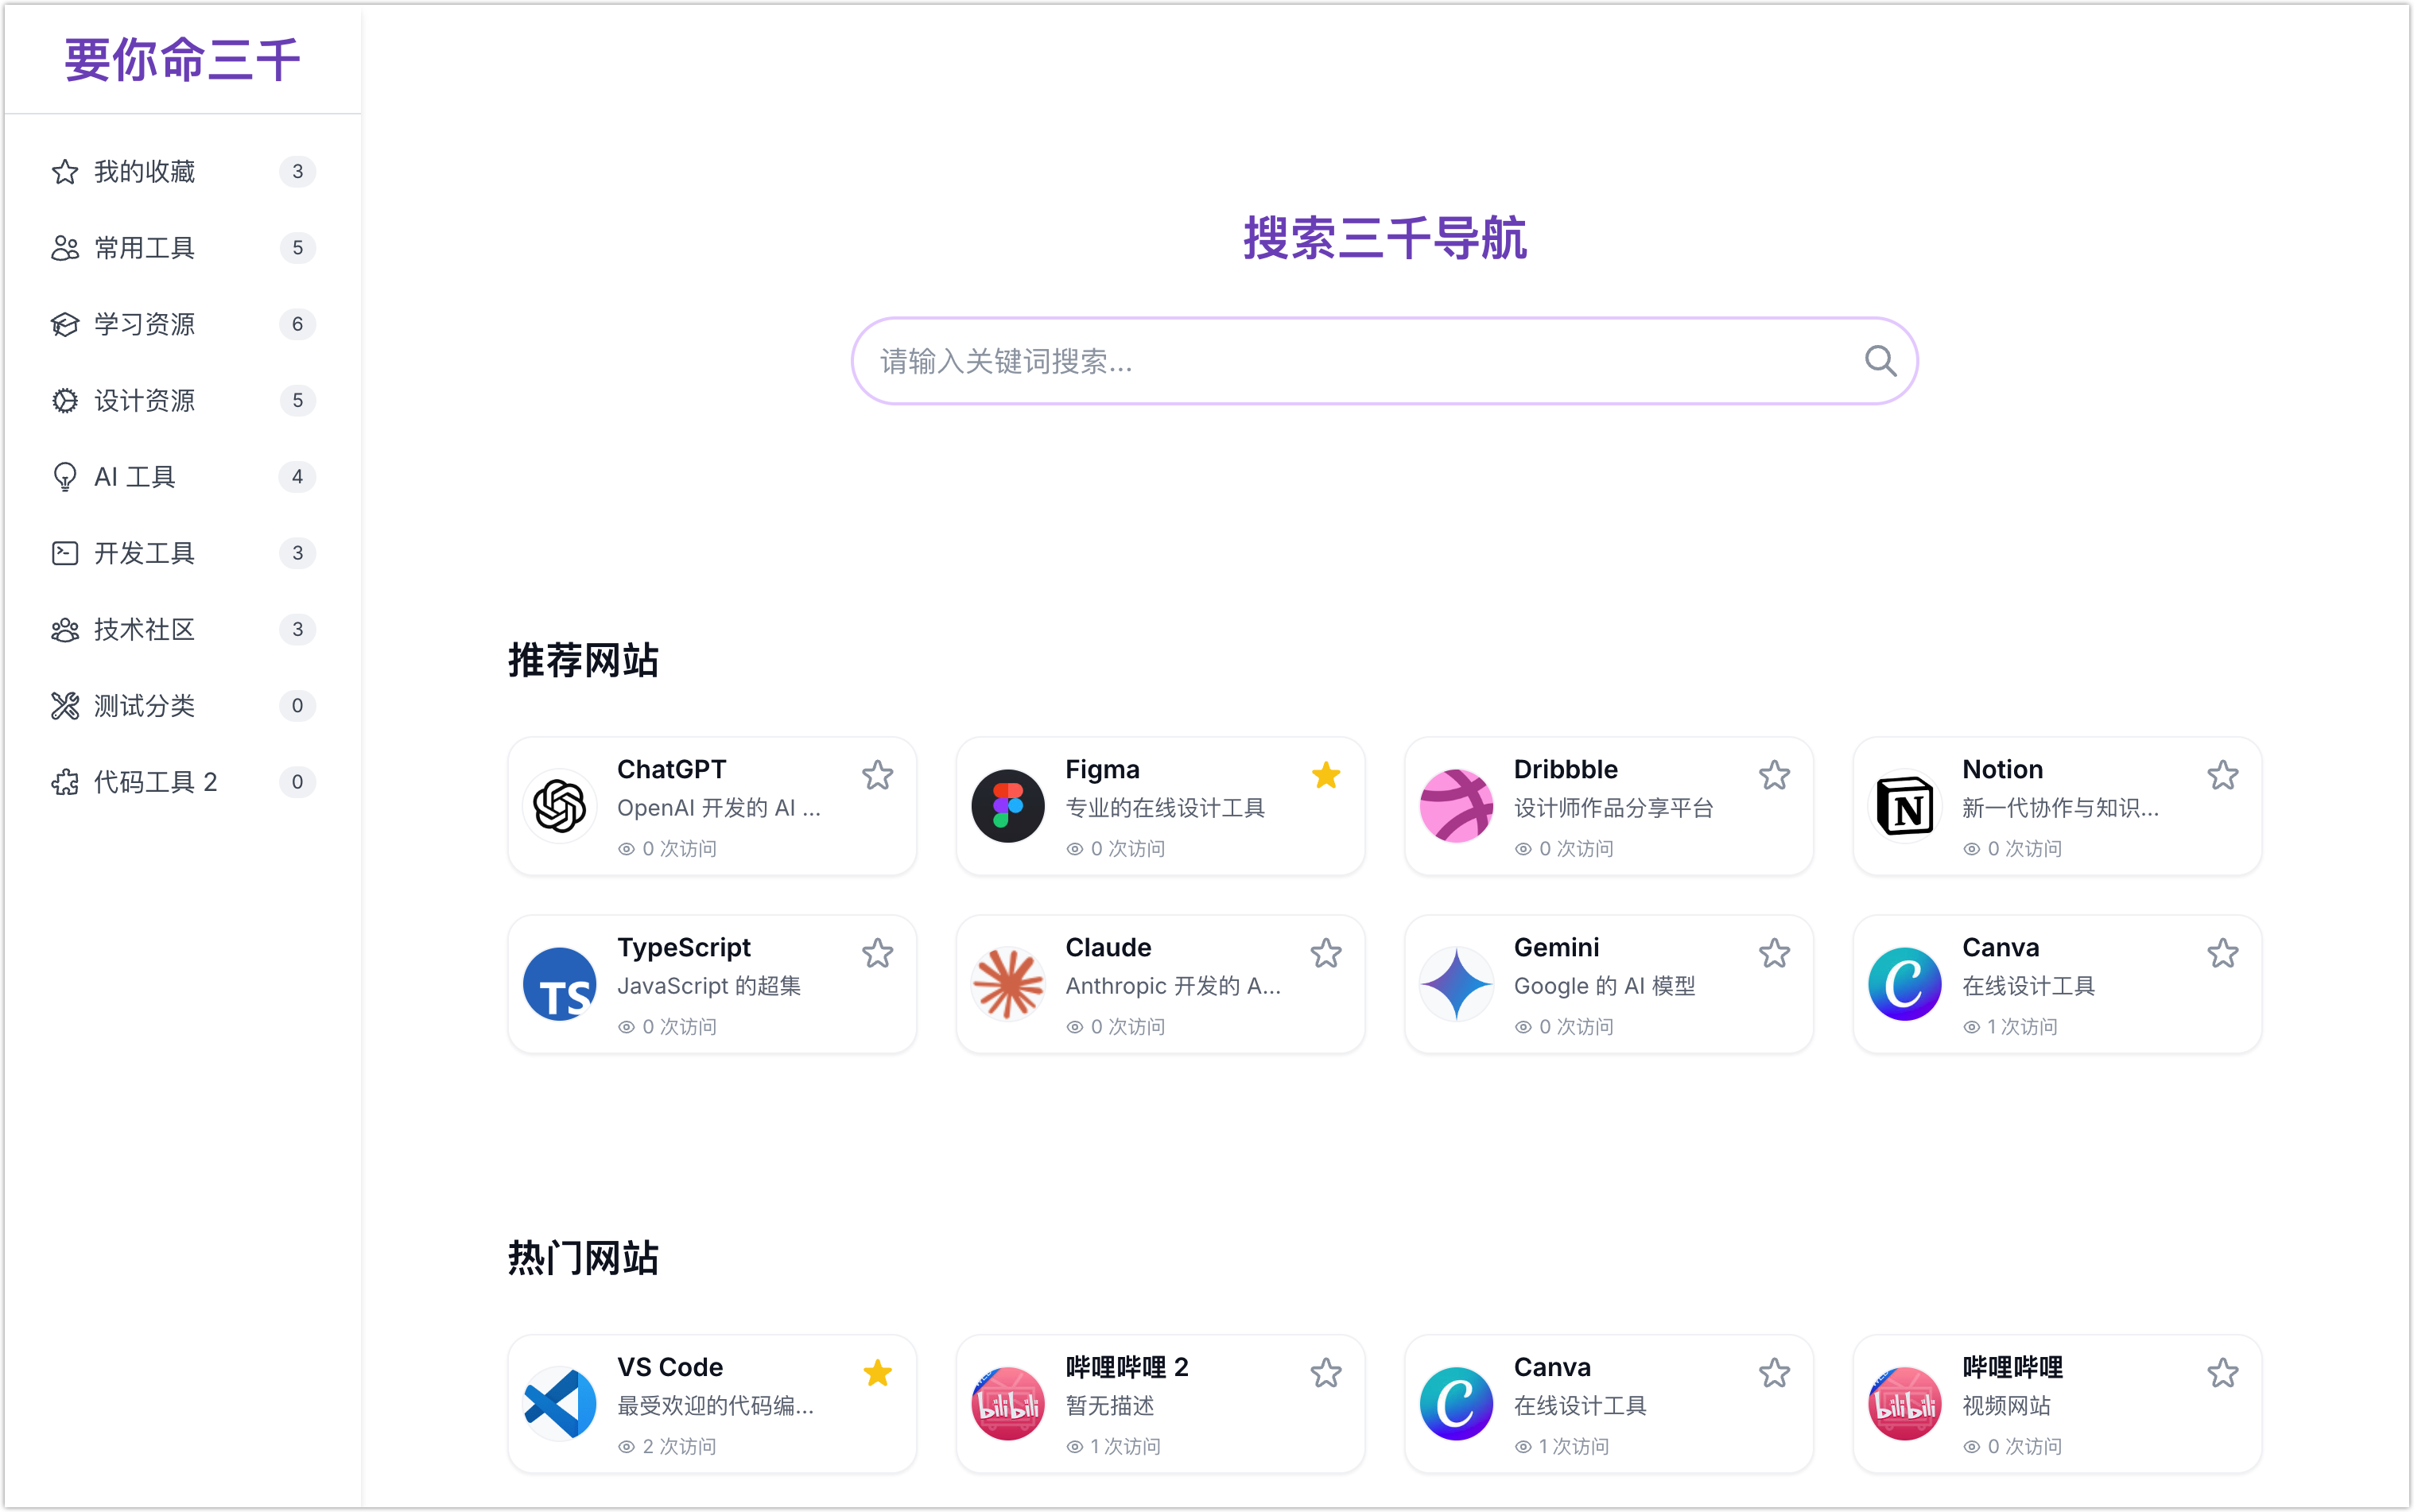 要你命三千
我的收藏 3
常用工具 5
学习资源 6
设计资源 5
AI 工具 4
开发工具 3
技术社区 3
测试分类 0
代码工具 2 0
搜索三千导航
请输入关键词搜索...
推荐网站
ChatGPT
OpenAI 开发的 AI ...
0 次访问
Figma
专业的在线设计工具
0 次访问
Dribbble
设计师作品分享平台
0 次访问
N
Notion
新一代协作与知识...
0 次访问
TS
TypeScript
JavaScript 的超集
0 次访问
Claude
Anthropic 开发的 A...
0 次访问
Gemini
Google 的 AI 模型
0 次访问
C
Canva
在线设计工具
1 次访问
热门网站
VS Code
最受欢迎的代码编...
2 次访问
bilibili
哔哩哔哩 2
暂无描述
1 次访问
C
Canva
在线设计工具
1 次访问
bilibili
哔哩哔哩
视频网站
0 次访问